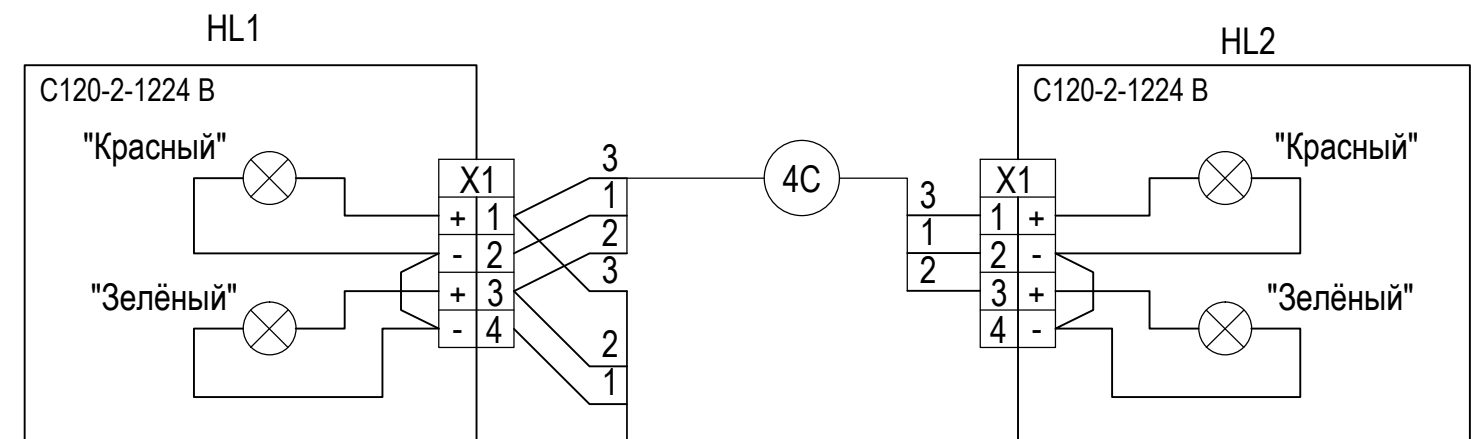 HL1
HL2
С120-2-1224 В
С120-2-1224 В
"Красный"
"Красный"
X1
+ 1
- 2
+ 3
- 4
3
1
2
3
2
1
4С
3
1
2
X1
1 +
2 -
3 +
4 -
"Зелёный"
"Зелёный"